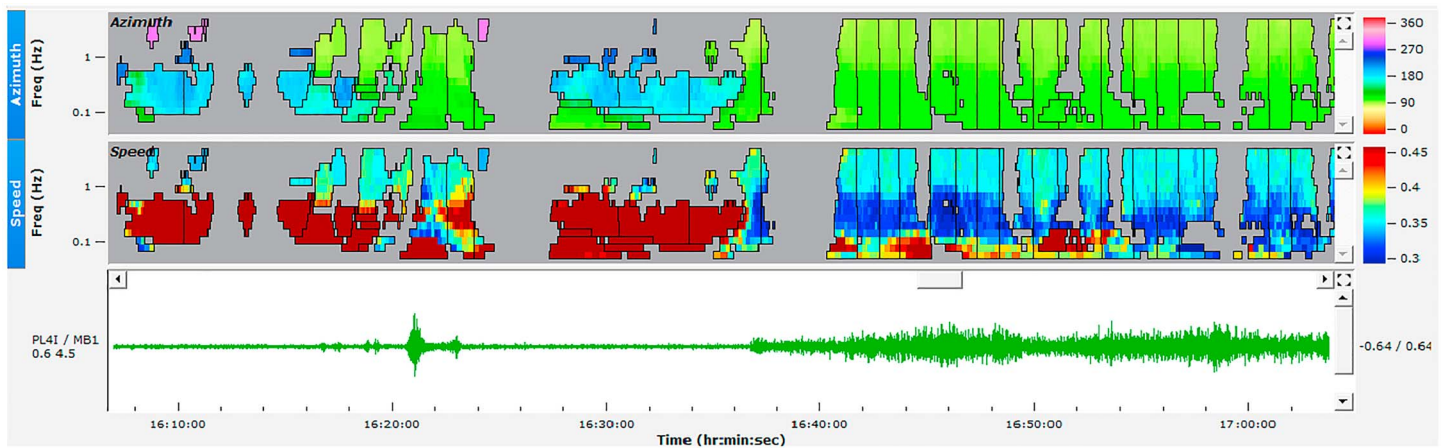 Azimuth
Azimuth
Freq (Hz)
1
0.1
360
270
180
90
0
Speed
Speed
Freq (Hz)
1
0.1
0.45
0.4
0.35
0.3
PL4I / MB1
0.6 4.5
-0.64 / 0.64
16:10:00 16:20:00 16:30:00 16:40:00 16:50:00 17:00:00
Time (hr:min:sec)